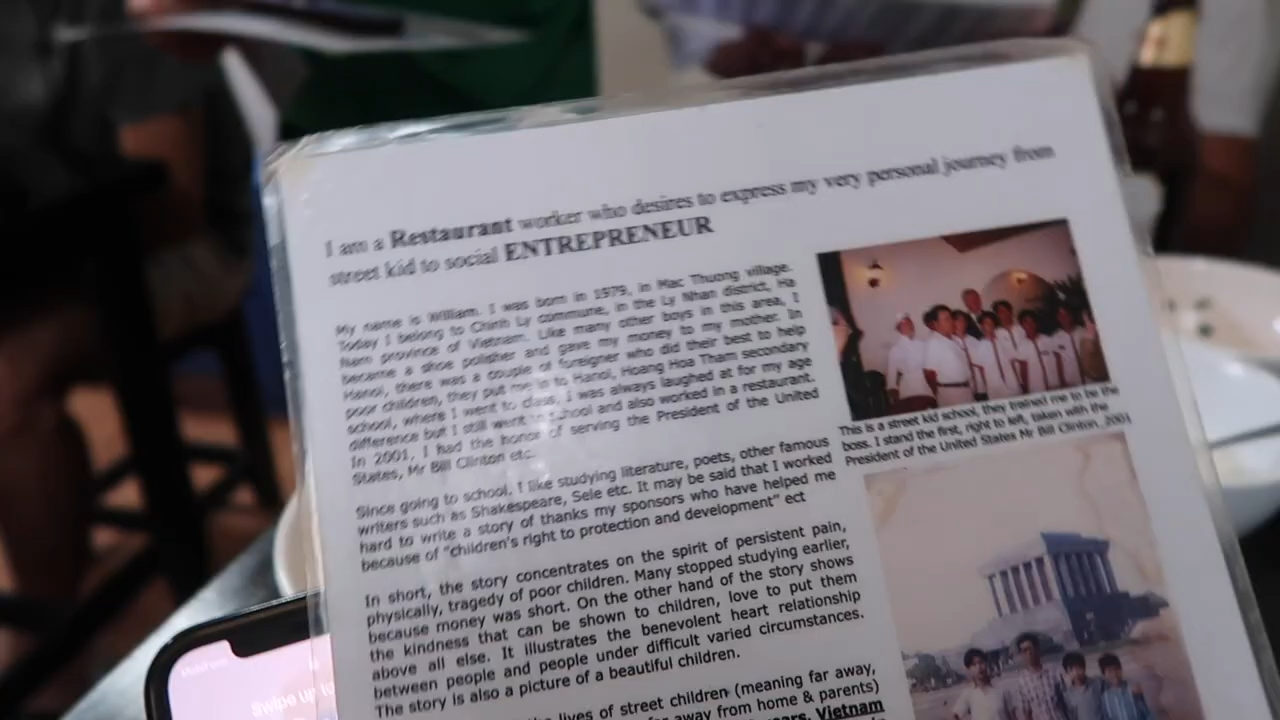 I am a Restaurant worker who desires to express my very personal journey from
street kid to social ENTREPRENEUR
My name is William. I was born in 1979, in Mac Thuong village.
Today I belong to Chinh Ly commune, in the Ly Nhan district, Ha
Nam province of Vietnam. Like many other boys in this area, I
became a shoe polisher and gave my money to my mother. In
Hanoi, there was a couple of foreigner who did their best to help
poor children, they put me in to Hanoi, Hoang Hoa Tham secondary
school, where I went to class, I was always laughed at for my age
difference but I still went to school and also worked in a restaurant.
In 2001, I had the honor of serving the President of the United
States, Mr Bill Clinton etc.
Since going to school, I like studying literature, poets, other famous
writers such as Shakespeare, Sele etc. It may be said that I worked
hard to write a story of thanks my sponsors who have helped me
because of "children's right to protection and development" ect
In short, the story concentrates on the spirit of persistent pain,
physically, tragedy of poor children. Many stopped studying earlier,
because money was short. On the other hand of the story shows
the kindness that can be shown to children, love to put them
above all else. It illustrates the benevolent heart relationship
between people and people under difficult varied circumstances.
The story is also a picture of a beautiful children.
lives of street children (meaning far away,
away from home & parents)
years, Vietnam
This is a street kid school, they trained me to be the
boss. I stand the first, right to left, taken with the
President of the United States Mr Bill Clinton, 2001
Swipe up to